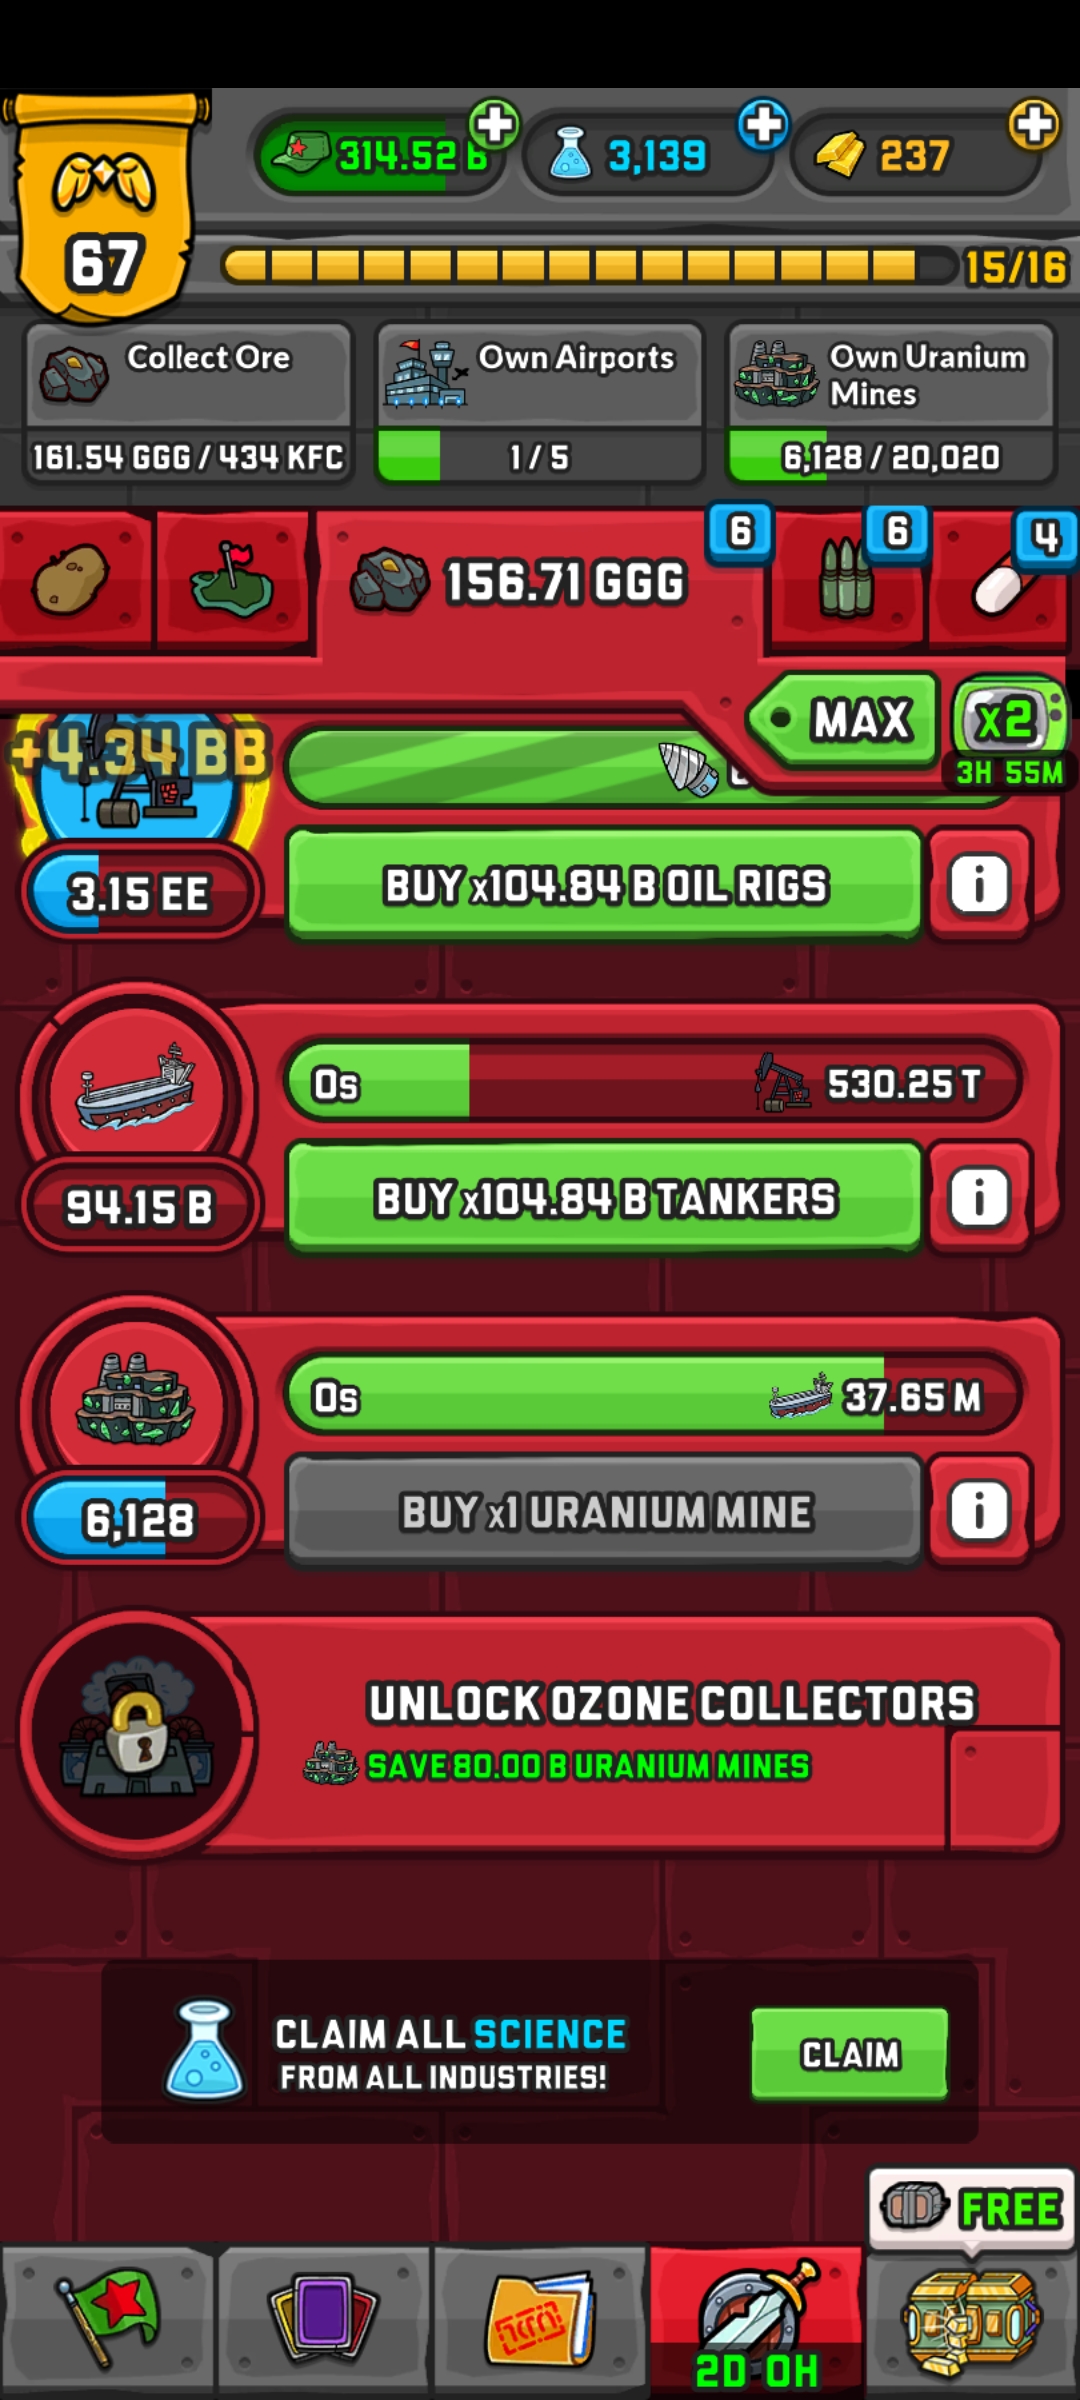 314.52 B
3,139
237
67
15/16
Collect Ore
161.54 GGG / 434 KFC
Own Airports
1 / 5
Own Uranium
Mines
6,128 / 20,020
156.71 GGG
6
6
4
MAX
x2
3H 55M
+4.34 BB
3.15 EE
BUY x104.84 B OIL RIGS
i
0s
530.25 T
94.15 B
BUY x104.84 B TANKERS
i
0s
37.65 M
6,128
BUY x1 URANIUM MINE
i
UNLOCK OZONE COLLECTORS
SAVE 80.00 B URANIUM MINES
CLAIM ALL SCIENCE
FROM ALL INDUSTRIES!
CLAIM
FREE
2D 0H